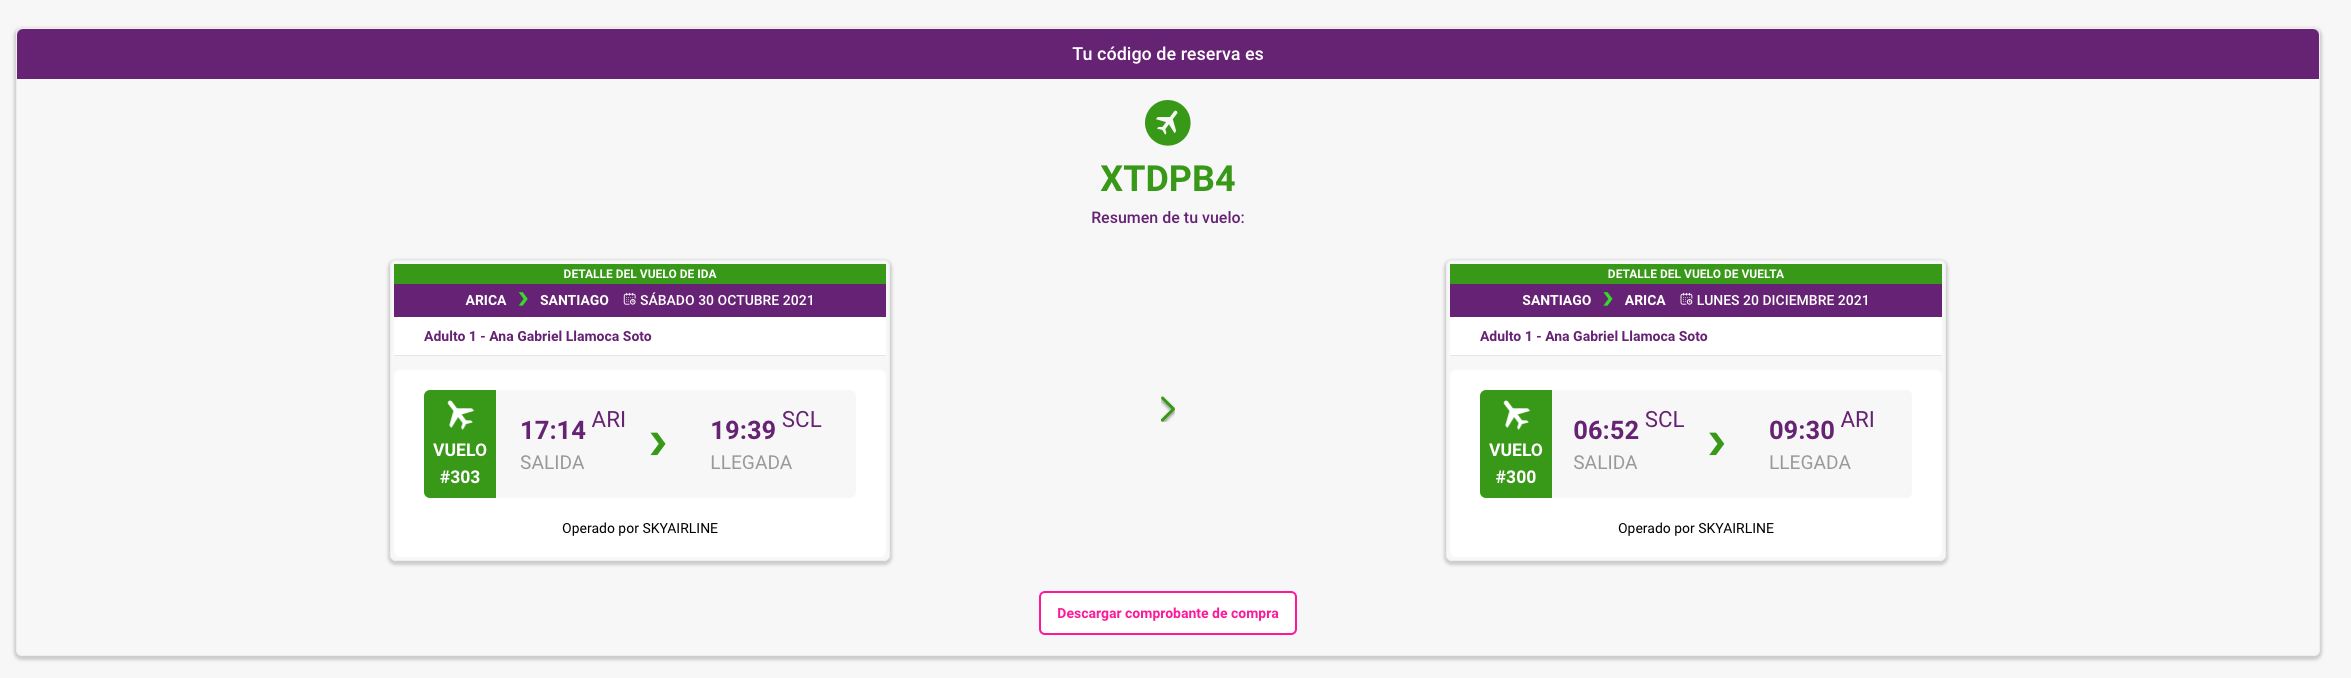 Tu código de reserva es
XTDPB4
Resumen de tu vuelo:
DETALLE DEL VUELO DE IDA
ARICA SANTIAGO SÁBADO 30 OCTUBRE 2021
Adulto 1 - Ana Gabriel Llamoca Soto
VUELO #303
17:14 ARI
SALIDA
19:39 SCL
LLEGADA
Operado por SKYAIRLINE
DETALLE DEL VUELO DE VUELTA
SANTIAGO ARICA LUNES 20 DICIEMBRE 2021
Adulto 1 - Ana Gabriel Llamoca Soto
VUELO #300
06:52 SCL
SALIDA
09:30 ARI
LLEGADA
Operado por SKYAIRLINE
Descargar comprobante de compra